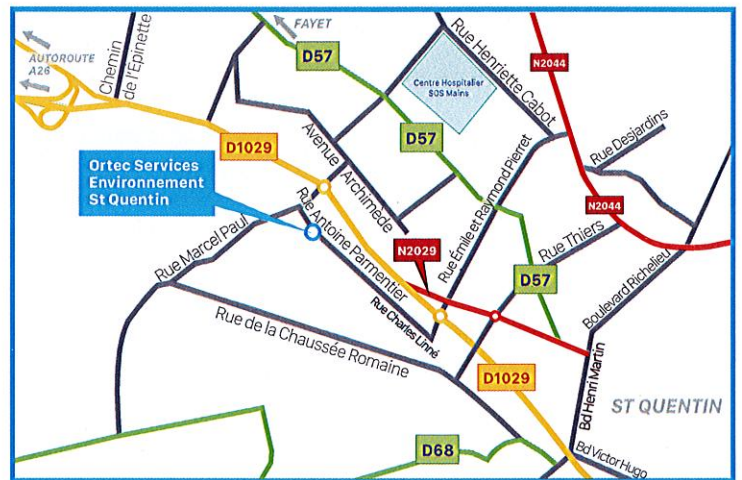 FAYET
AUTOROUTE
A26
Chemin
de l'Epinette
D57
Centre Hospitalier
SOS Mains
Rue Henriette Cabot
N2044
D57
D1029
Avenue Archimède
Rue Desjardins
Ortec Services
Environnement
St Quentin
Rue Émile et Raymond Pierret
N2044
Rue Antoine Parmentier
Rue Marcel Paul
N2029
Rue Thiers
D57
Boulevard Richelieu
Rue Charles Linné
Rue de la Chaussée Romaine
D1029
Bd Henri Martin
ST QUENTIN
D68
Bd Victor Hugo